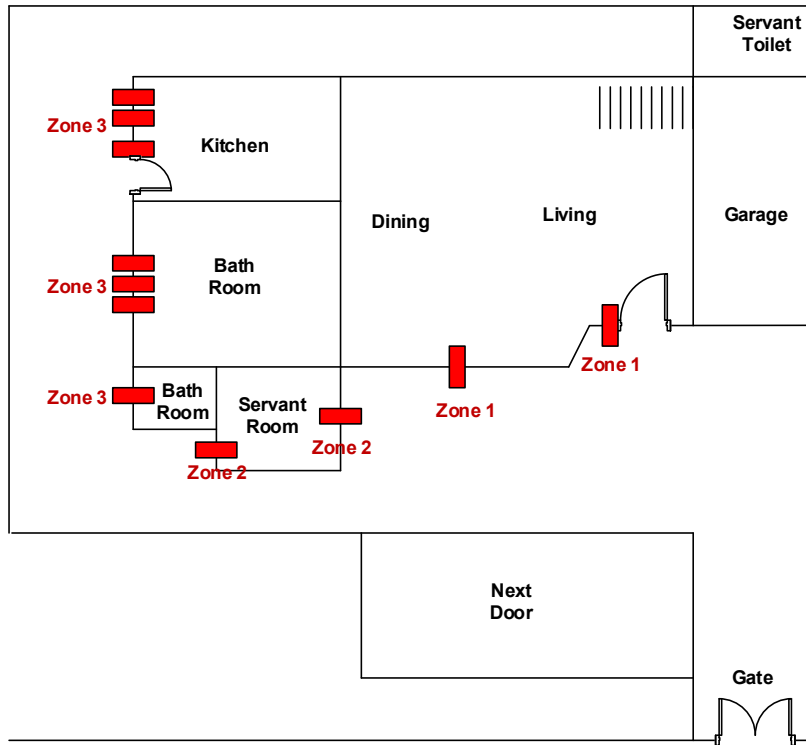 Servant
Toilet
Zone 3
Kitchen
Dining
Living
Garage
Zone 3
Bath
Room
Zone 1
Zone 3
Bath
Room
Servant
Room
Zone 1
Zone 2
Zone 2
Next
Door
Gate